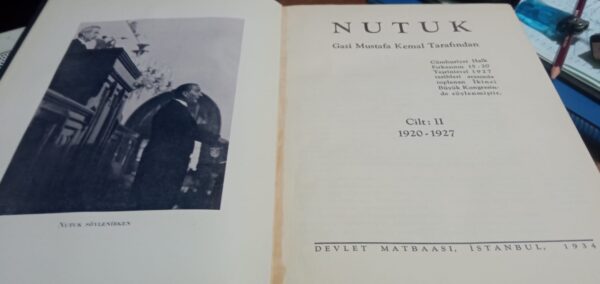 NUTUK SÖYLENİRKEN
NUTUK
Gazi Mustafa Kemal Tarafından
Cümhuriyet Halk
Fırkasının 15-20
Teşrinievel 1927
tarihleri arasında
toplanan İkinci
Büyük Kongresin-
de söylenmiştir.
Cilt: II
1920-1927
DEVLET MATBAASI, İSTANBUL, 1934